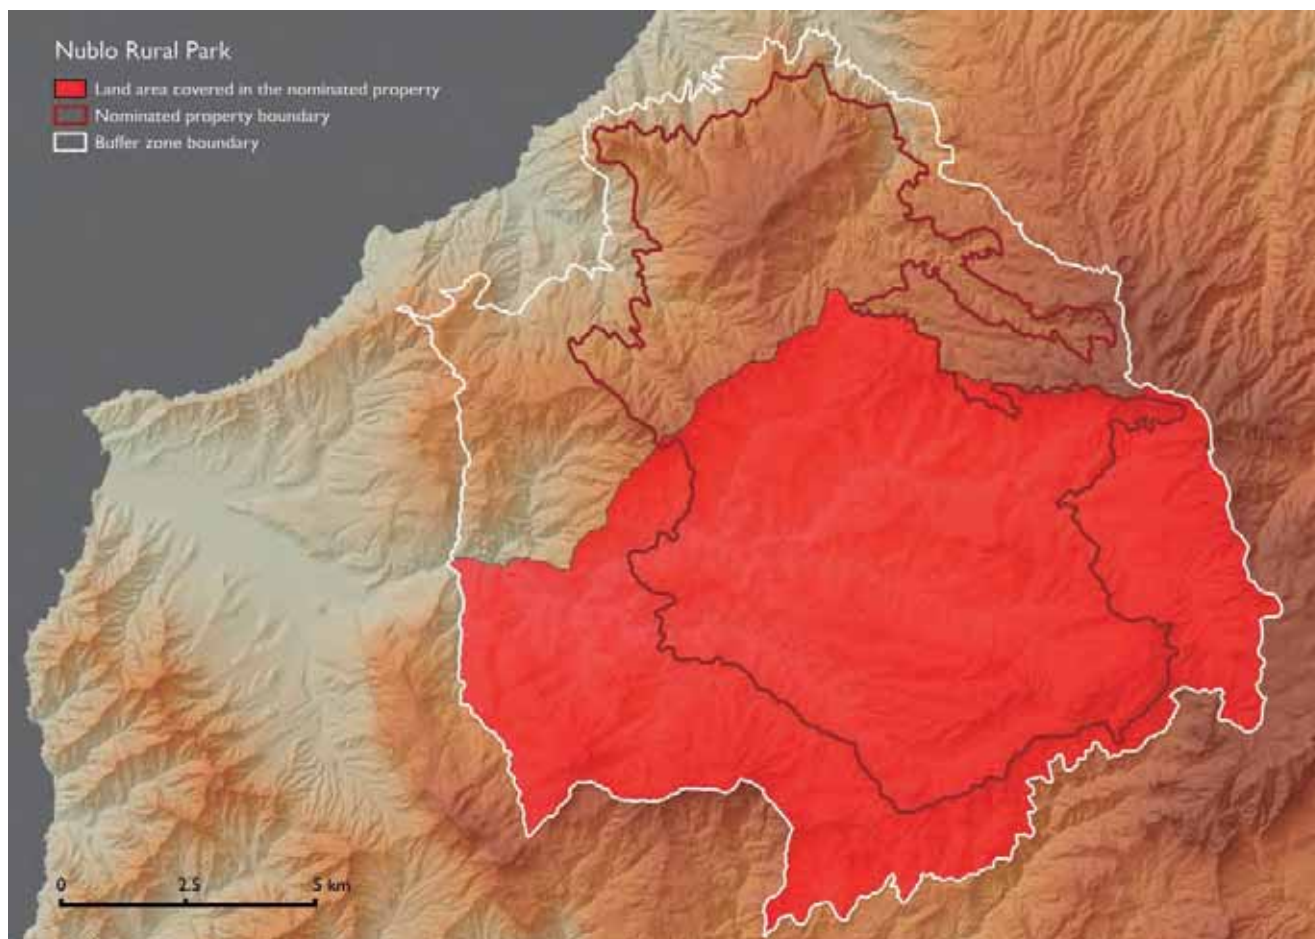 Nublo Rural Park
Land area covered in the nominated property
Nominated property boundary
Buffer zone boundary
0 2.5 5 km